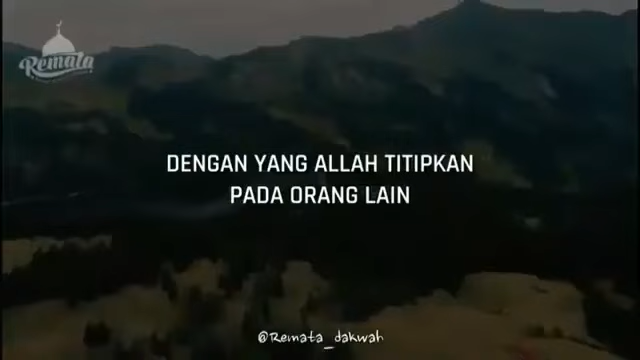 Remata
DENGAN YANG ALLAH TITIPKAN
PADA ORANG LAIN
@Remata_dakwah